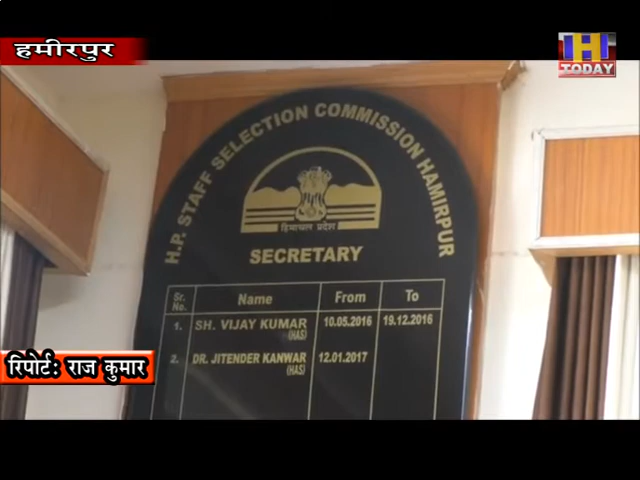 हमीरपुर
HI
TODAY
H.P. STAFF SELECTION COMMISSION HAMIRPUR
हिमाचल प्रदेश
SECRETARY
Sr. No. Name From To
1. SH. VIJAY KUMAR (HAS) 10.05.2016 19.12.2016
2. DR. JITENDER KANWAR (HAS) 12.01.2017
रिपोर्ट: राज कुमार